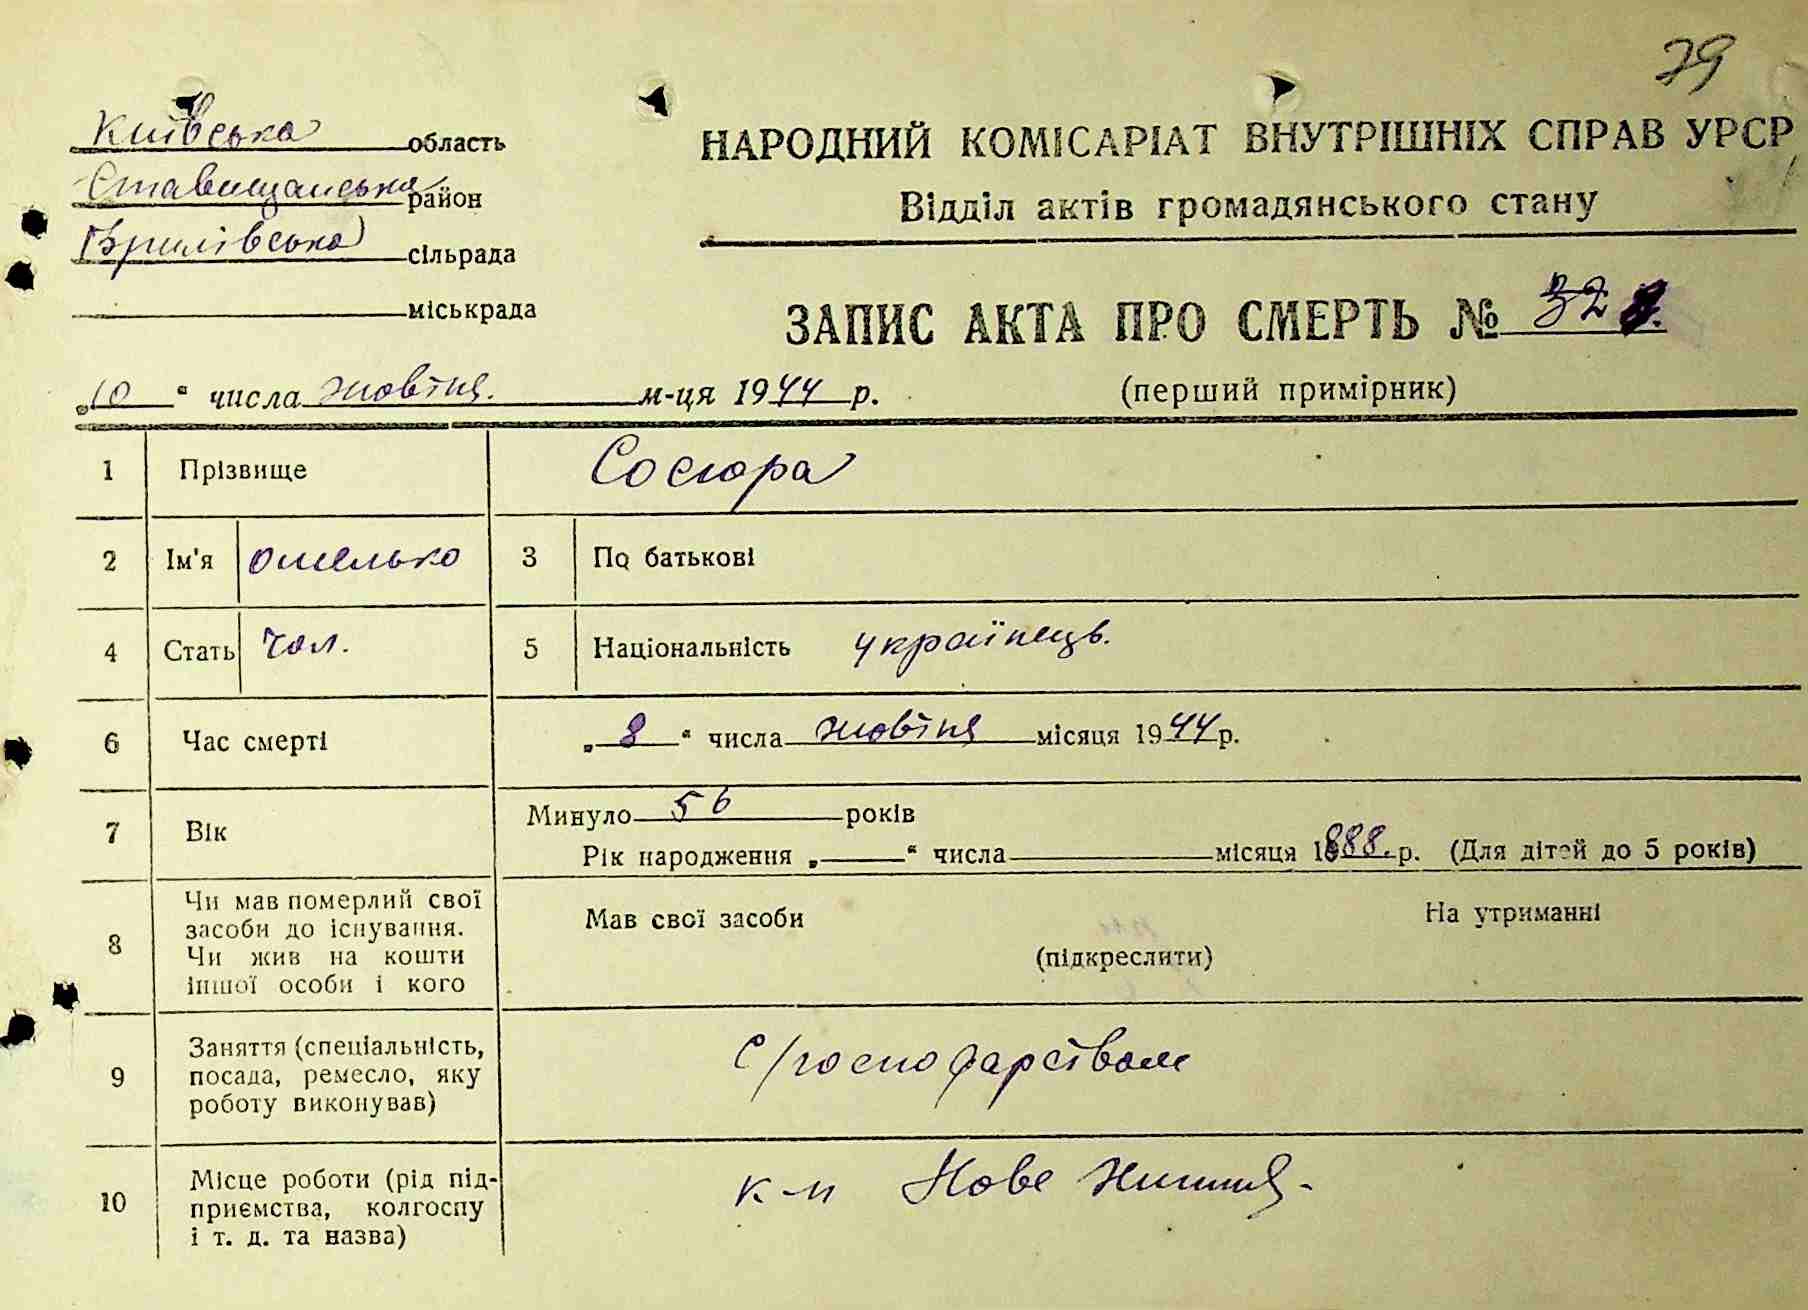 29
Київська область
Ставищанська район
Брилівська сільрада
міськрада
НАРОДНИЙ КОМІСАРІАТ ВНУТРІШНІХ СПРАВ УРСР
Відділ актів громадянського стану
ЗАПИС АКТА ПРО СМЕРТЬ №
„10“ числа жовтня. м-ця 1944 р.
(перший примірник)
1 Прізвище Сосюра
2 Ім'я Омелько 3 По батькові
4 Стать чол. 5 Національність українець.
6 Час смерті „8“ числа жовтня місяця 1944 р.
7 Вік Минуло 56 років
Рік народження „ “ числа місяця 1888. р. (Для дітей до 5 років)
8 Чи мав померлий свої
засоби до існування.
Чи жив на кошти
іншої особи і кого
Мав свої засоби На утриманні
(підкреслити)
9 Заняття (спеціальність,
посада, ремесло, яку
роботу виконував)
С/господарством
10 Місце роботи (рід під-
приємства, колгоспу
і т. д. та назва)
к-п Нове Життя-